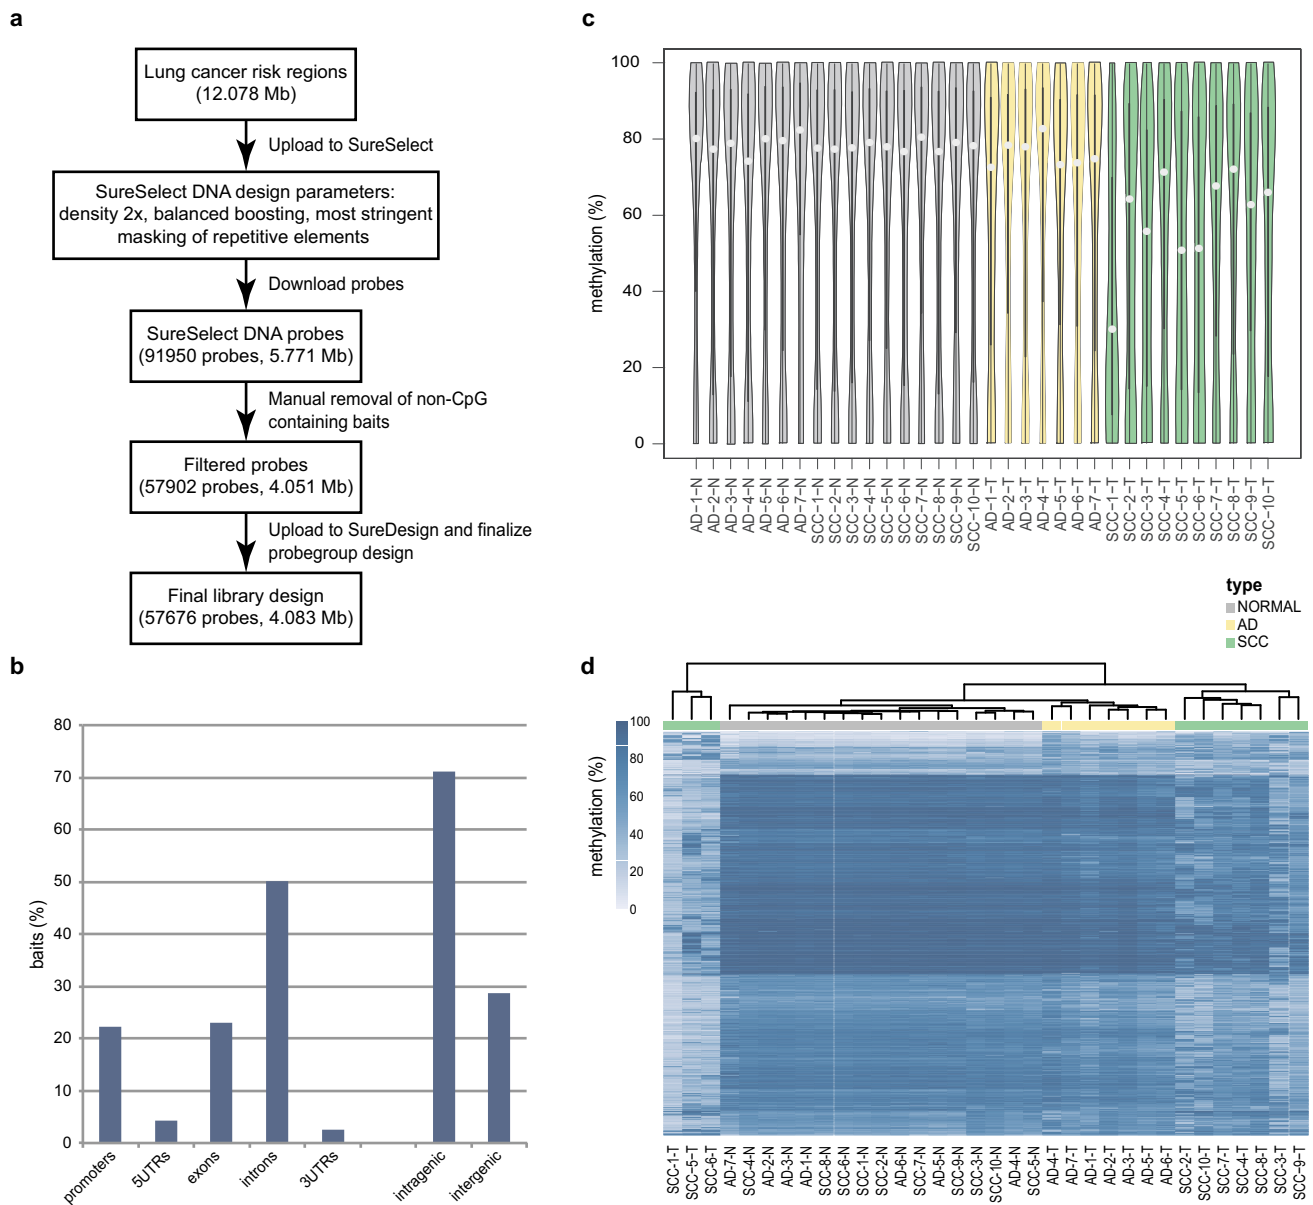 a
Lung cancer risk regions
(12.078 Mb)
Upload to SureSelect
SureSelect DNA design parameters:
density 2x, balanced boosting, most stringent
masking of repetitive elements
Download probes
SureSelect DNA probes
(91950 probes, 5.771 Mb)
Manual removal of non-CpG
containing baits
Filtered probes
(57902 probes, 4.051 Mb)
Upload to SureDesign and finalize
probegroup design
Final library design
(57676 probes, 4.083 Mb)
b
baits (%)
80
70
60
50
40
30
20
10
0
promoters
5UTRs
exons
introns
3UTRs
intragenic
intergenic
c
methylation (%)
100
80
60
40
20
0
AD-1-N
AD-2-N
AD-3-N
AD-4-N
AD-5-N
AD-6-N
AD-7-N
SCC-1-N
SCC-2-N
SCC-3-N
SCC-4-N
SCC-5-N
SCC-6-N
SCC-7-N
SCC-8-N
SCC-9-N
SCC-10-N
AD-1-T
AD-2-T
AD-3-T
AD-4-T
AD-5-T
AD-6-T
AD-7-T
SCC-1-T
SCC-2-T
SCC-3-T
SCC-4-T
SCC-5-T
SCC-6-T
SCC-7-T
SCC-8-T
SCC-9-T
SCC-10-T
type
NORMAL
AD
SCC
d
methylation (%)
100
80
60
40
20
0
SCC-1-T
SCC-5-T
SCC-6-T
AD-7-N
SCC-4-N
AD-2-N
AD-3-N
AD-1-N
SCC-8-N
SCC-6-N
SCC-1-N
SCC-2-N
AD-6-N
SCC-7-N
AD-5-N
SCC-9-N
SCC-3-N
SCC-10-N
AD-4-N
SCC-5-N
AD-4-T
AD-7-T
AD-1-T
AD-2-T
AD-3-T
AD-5-T
AD-6-T
SCC-2-T
SCC-10-T
SCC-7-T
SCC-4-T
SCC-8-T
SCC-3-T
SCC-9-T